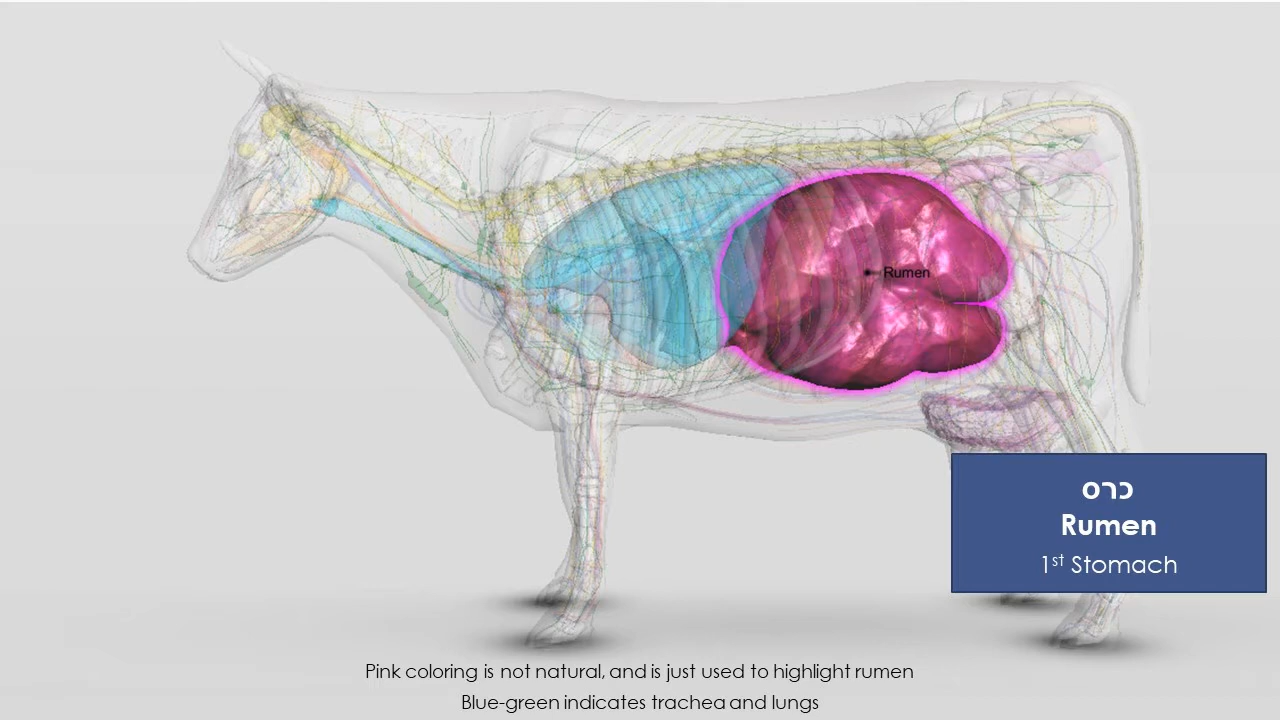 Rumen
כרס
Rumen
1st Stomach
Pink coloring is not natural, and is just used to highlight rumen
Blue-green indicates trachea and lungs